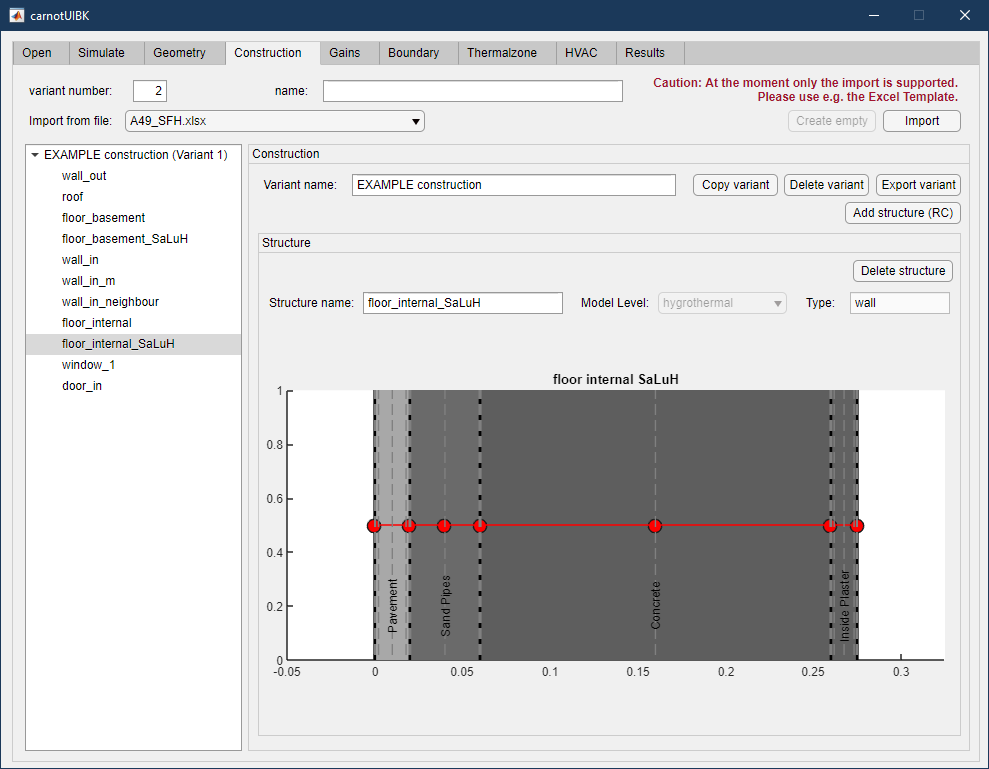 carnotUIBK
Open Simulate Geometry Construction Gains Boundary Thermalzone HVAC Results
variant number: 2 name:
Caution: At the moment only the import is supported.
Please use e.g. the Excel Template.
Import from file: A49_SFH.xlsx Create empty Import
EXAMPLE construction (Variant 1)
wall_out
roof
floor_basement
floor_basement_SaLuH
wall_in
wall_in_m
wall_in_neighbour
floor_internal
floor_internal_SaLuH
window_1
door_in
Construction
Variant name: EXAMPLE construction Copy variant Delete variant Export variant
Add structure (RC)
Structure
Delete structure
Structure name: floor_internal_SaLuH Model Level: hygrothermal Type: wall
floor internal SaLuH
1
0.8
0.6
0.4
0.2
0
Pavement
Sand Pipes
Concrete
Inside Plaster
-0.05 0 0.05 0.1 0.15 0.2 0.25 0.3